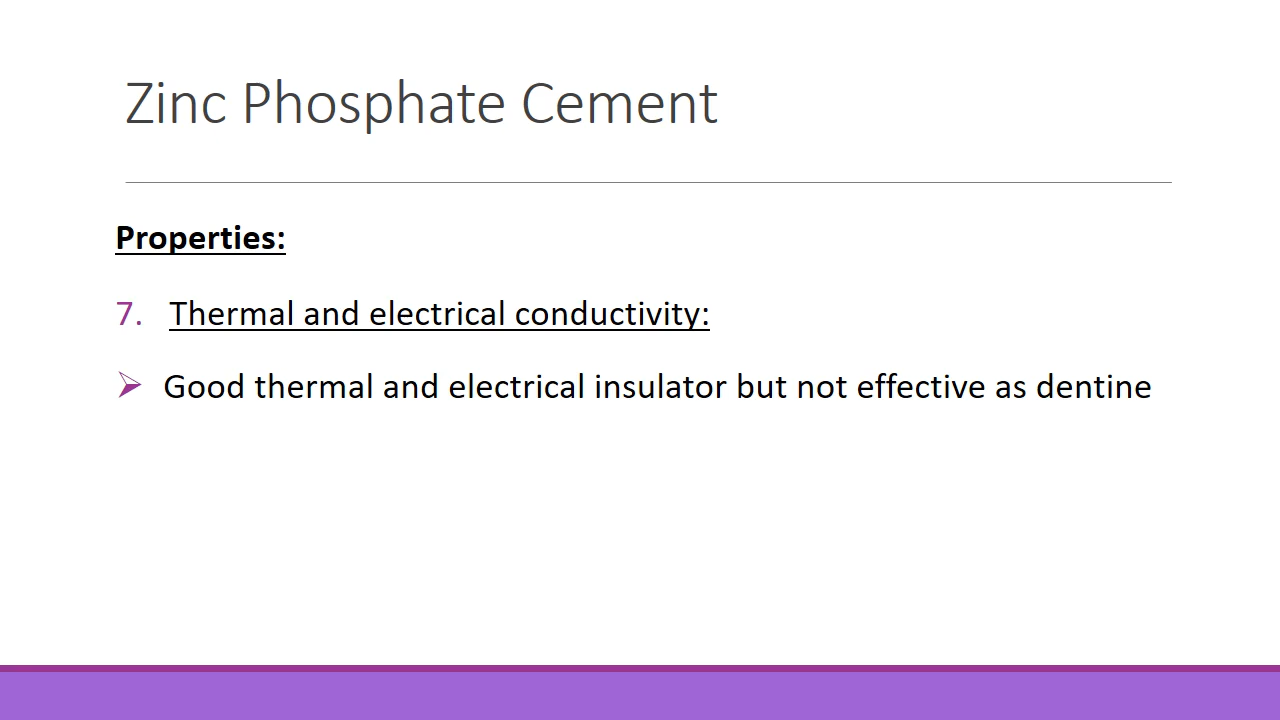 Zinc Phosphate Cement
Properties:
7. Thermal and electrical conductivity:
➢ Good thermal and electrical insulator but not effective as dentine